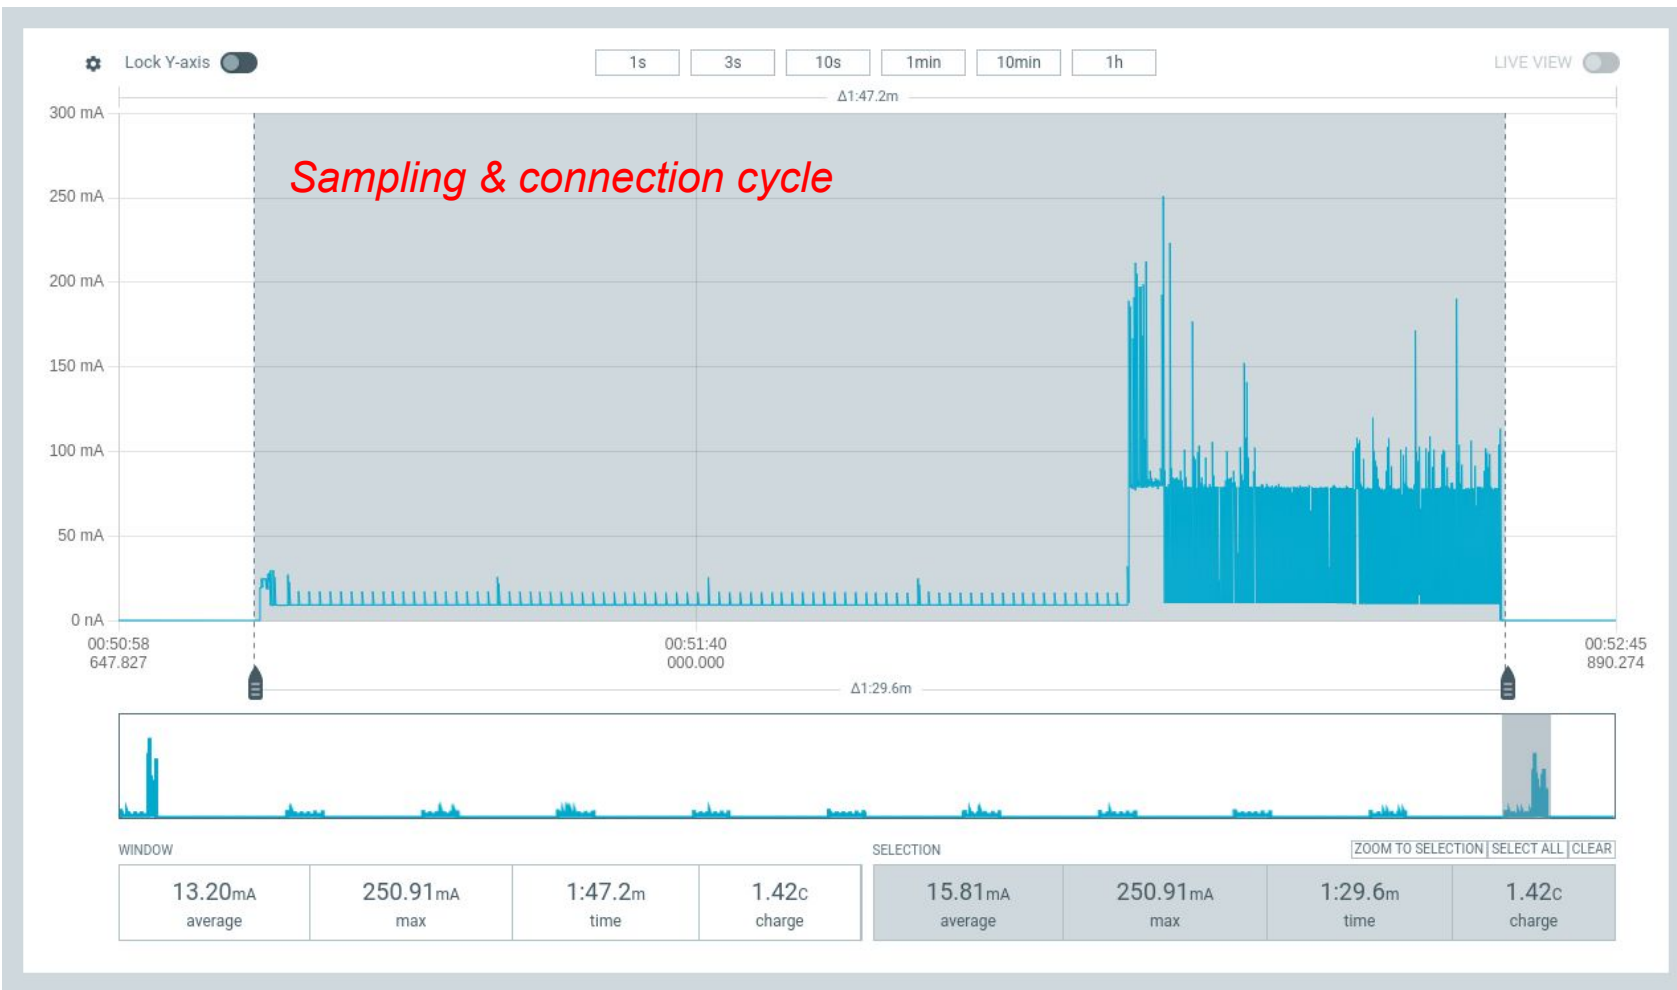 Lock Y-axis
1s 3s 10s 1min 10min 1h
LIVE VIEW
Δ1:47.2m
300 mA
Sampling & connection cycle
250 mA
200 mA
150 mA
100 mA
50 mA
0 nA
00:50:58 00:51:40 00:52:45
647.827 000.000 890.274
Δ1:29.6m
WINDOW SELECTION ZOOM TO SELECTION SELECT ALL CLEAR
13.20mA 250.91mA 1:47.2m 1.42c 15.81mA 250.91mA 1:29.6m 1.42c
average max time charge average max time charge